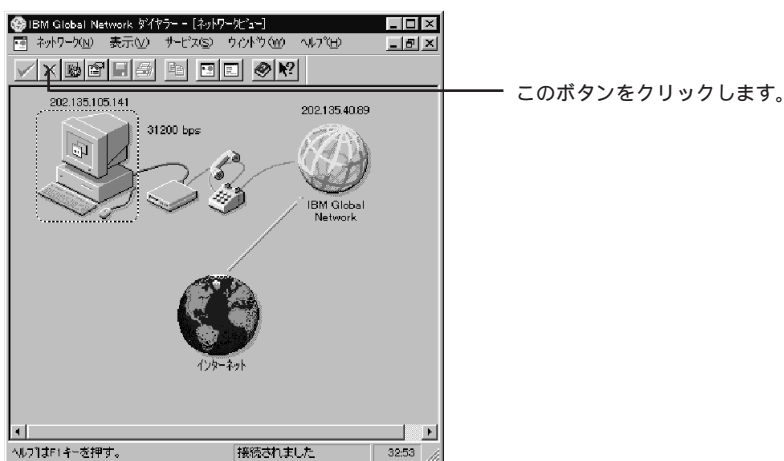 IBM Global Network ダイヤラー - [ネットワークビュー]
ネットワーク(N) 表示(V) サービス(S) ウィンドウ(W) ヘルプ(H)
このボタンをクリックします。
202.135.105.141
202.135.40.89
31200 bps
IBM Global
Network
インターネット
ヘルプはF1キーを押す。 接続されました 32:53